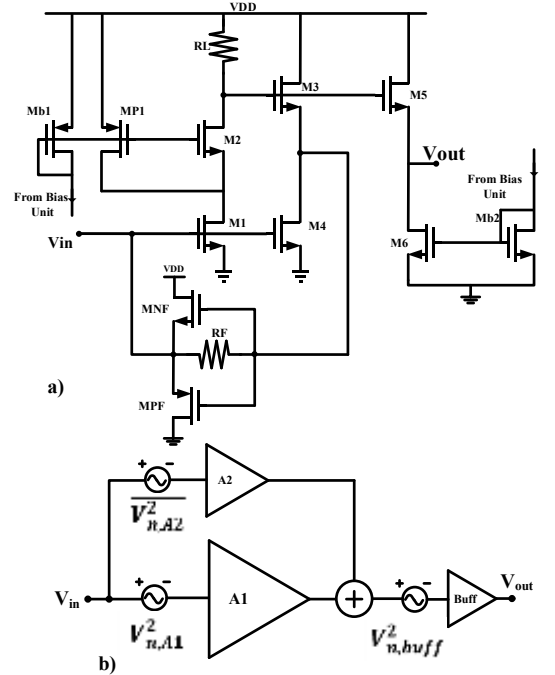 VDD
RL
M3
M5
Mb1
MP1
M2
Vout
From Bias
Unit
From Bias
Unit
Mb2
M1
M4
M6
Vin
VDD
MNF
RF
MPF
a)
A2
V²n,A2
Vin
A1
Buff
Vout
V²n,A1
V²n,buff
b)